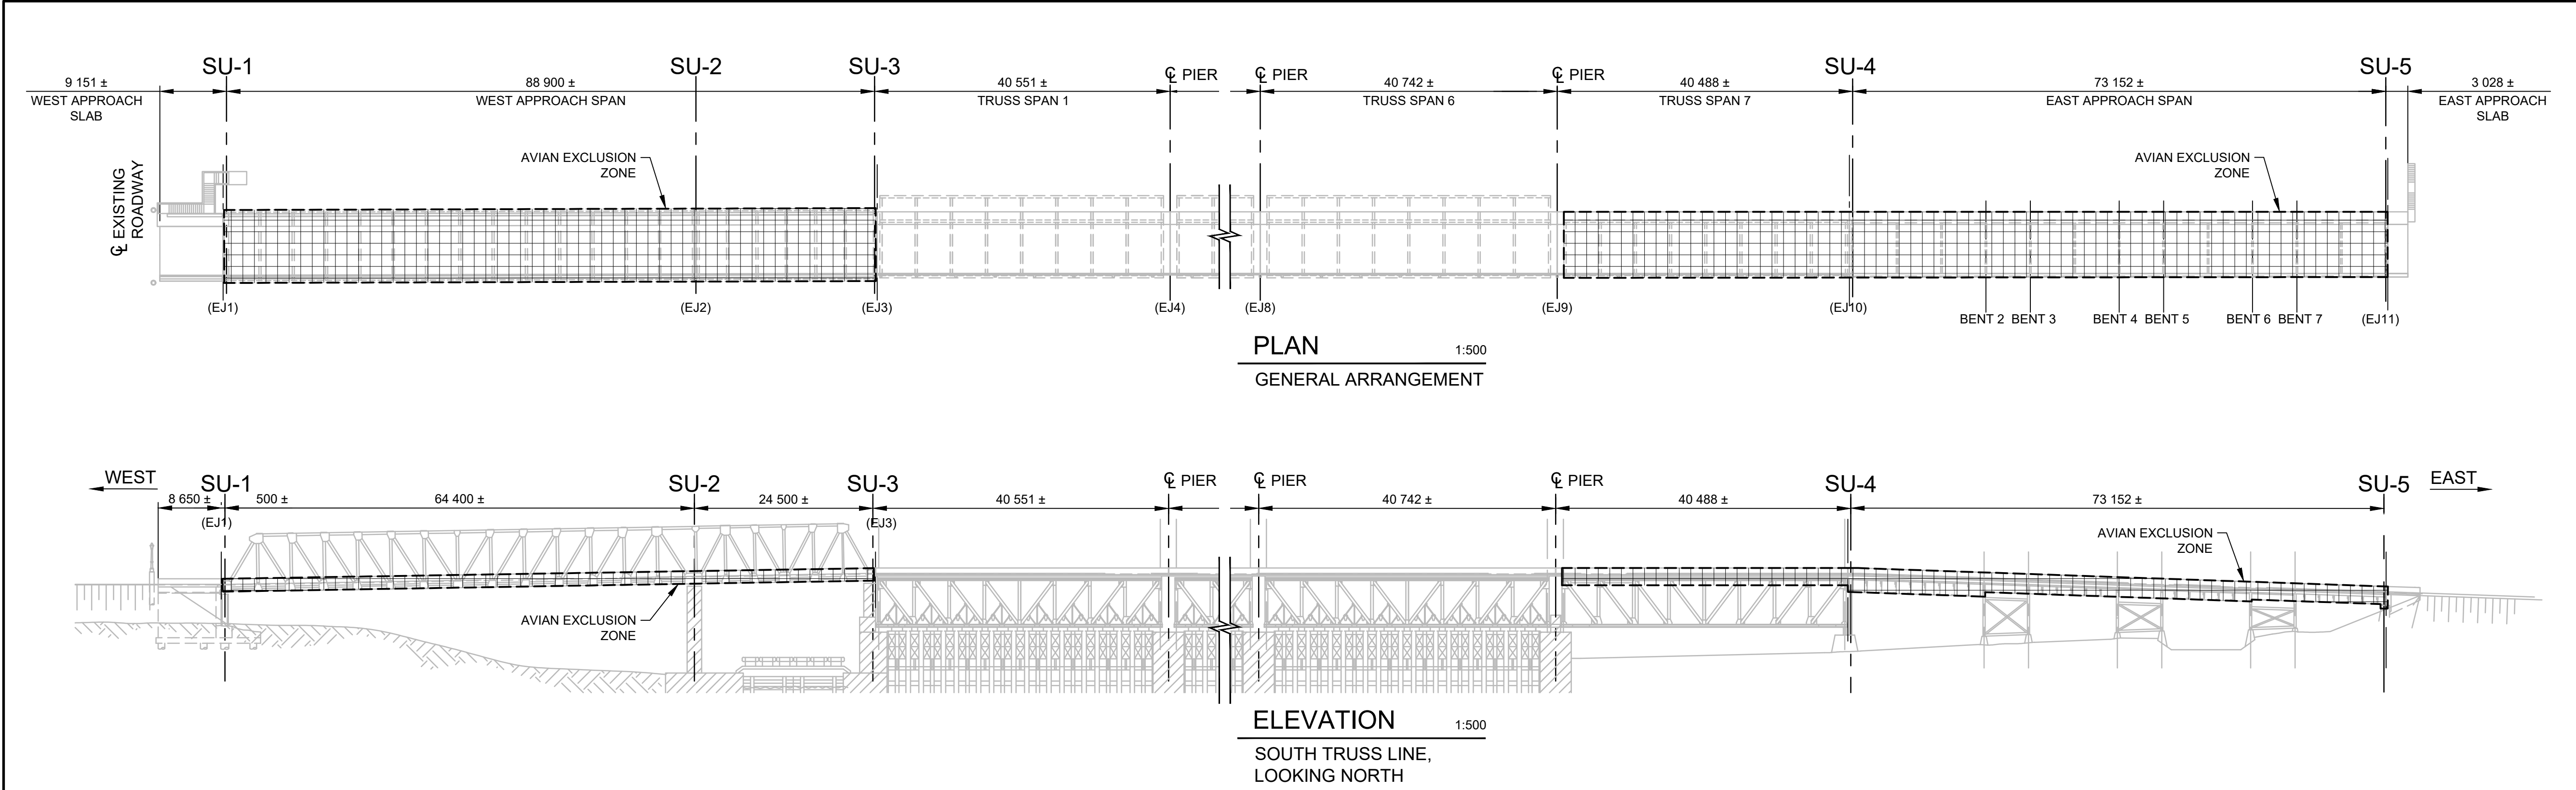 SU-1
SU-2
SU-3
℄ PIER
℄ PIER
℄ PIER
SU-4
SU-5
9 151 ±
88 900 ±
40 551 ±
40 742 ±
40 488 ±
73 152 ±
3 028 ±
WEST APPROACH
SLAB
WEST APPROACH SPAN
TRUSS SPAN 1
TRUSS SPAN 6
TRUSS SPAN 7
EAST APPROACH SPAN
EAST APPROACH
SLAB
℄ EXISTING
ROADWAY
AVIAN EXCLUSION
ZONE
AVIAN EXCLUSION
ZONE
(EJ1)
(EJ2)
(EJ3)
(EJ4)
(EJ8)
(EJ9)
(EJ10)
BENT 2
BENT 3
BENT 4
BENT 5
BENT 6
BENT 7
(EJ11)
PLAN
1:500
GENERAL ARRANGEMENT
WEST
SU-1
SU-2
SU-3
℄ PIER
℄ PIER
℄ PIER
SU-4
SU-5
EAST
8 650 ±
500 ±
64 400 ±
24 500 ±
40 551 ±
40 742 ±
40 488 ±
73 152 ±
(EJ1)
(EJ3)
AVIAN EXCLUSION
ZONE
AVIAN EXCLUSION
ZONE
ELEVATION
1:500
SOUTH TRUSS LINE,
LOOKING NORTH